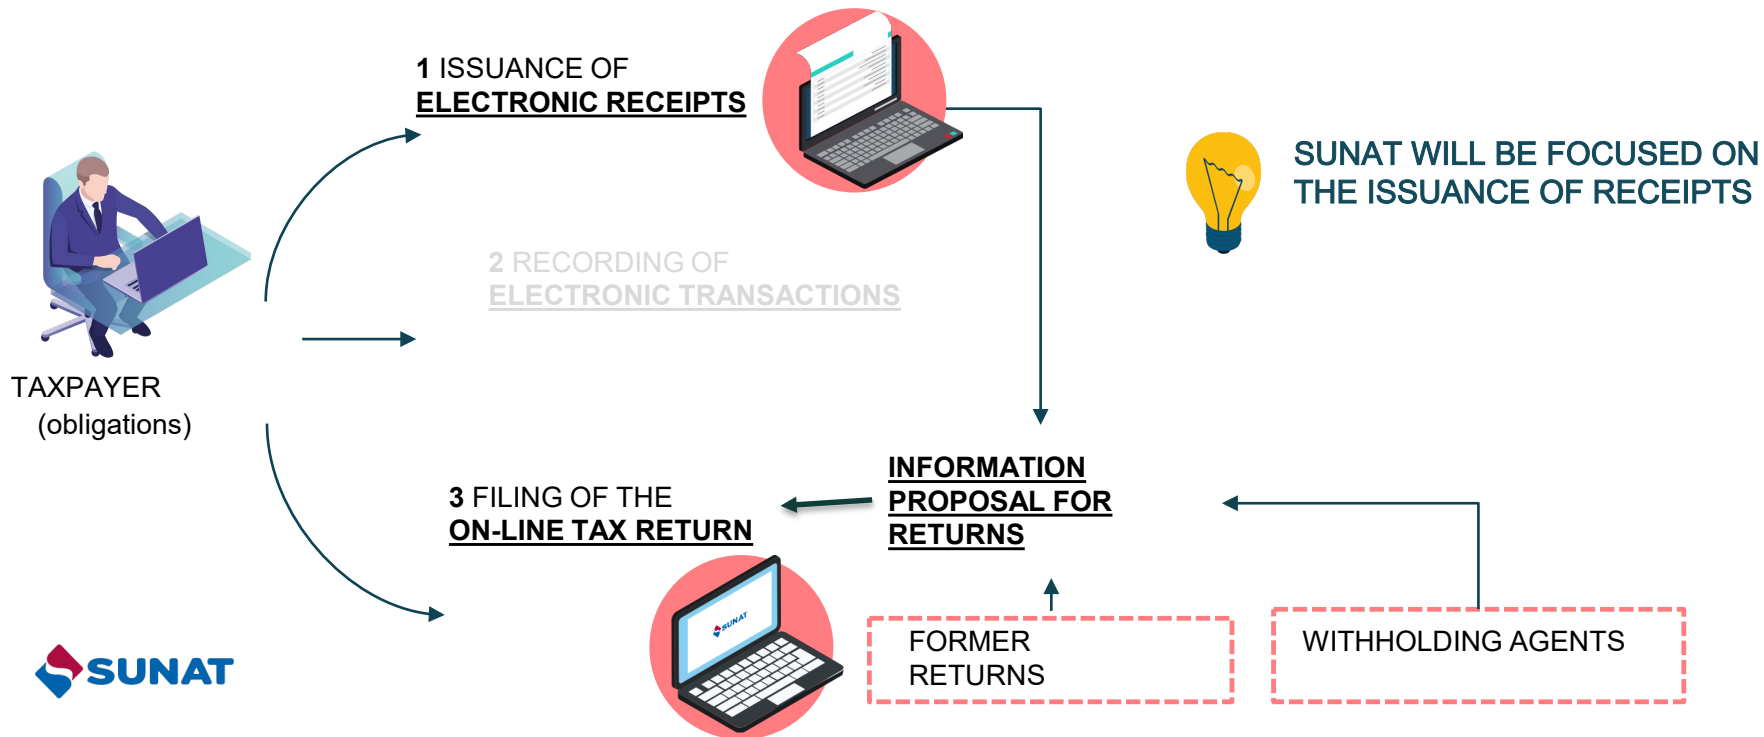 1 ISSUANCE OF
ELECTRONIC RECEIPTS
SUNAT WILL BE FOCUSED ON
THE ISSUANCE OF RECEIPTS
2 RECORDING OF
ELECTRONIC TRANSACTIONS
TAXPAYER
(obligations)
3 FILING OF THE
ON-LINE TAX RETURN
INFORMATION
PROPOSAL FOR
RETURNS
SUNAT
FORMER
RETURNS
WITHHOLDING AGENTS
SUNAT